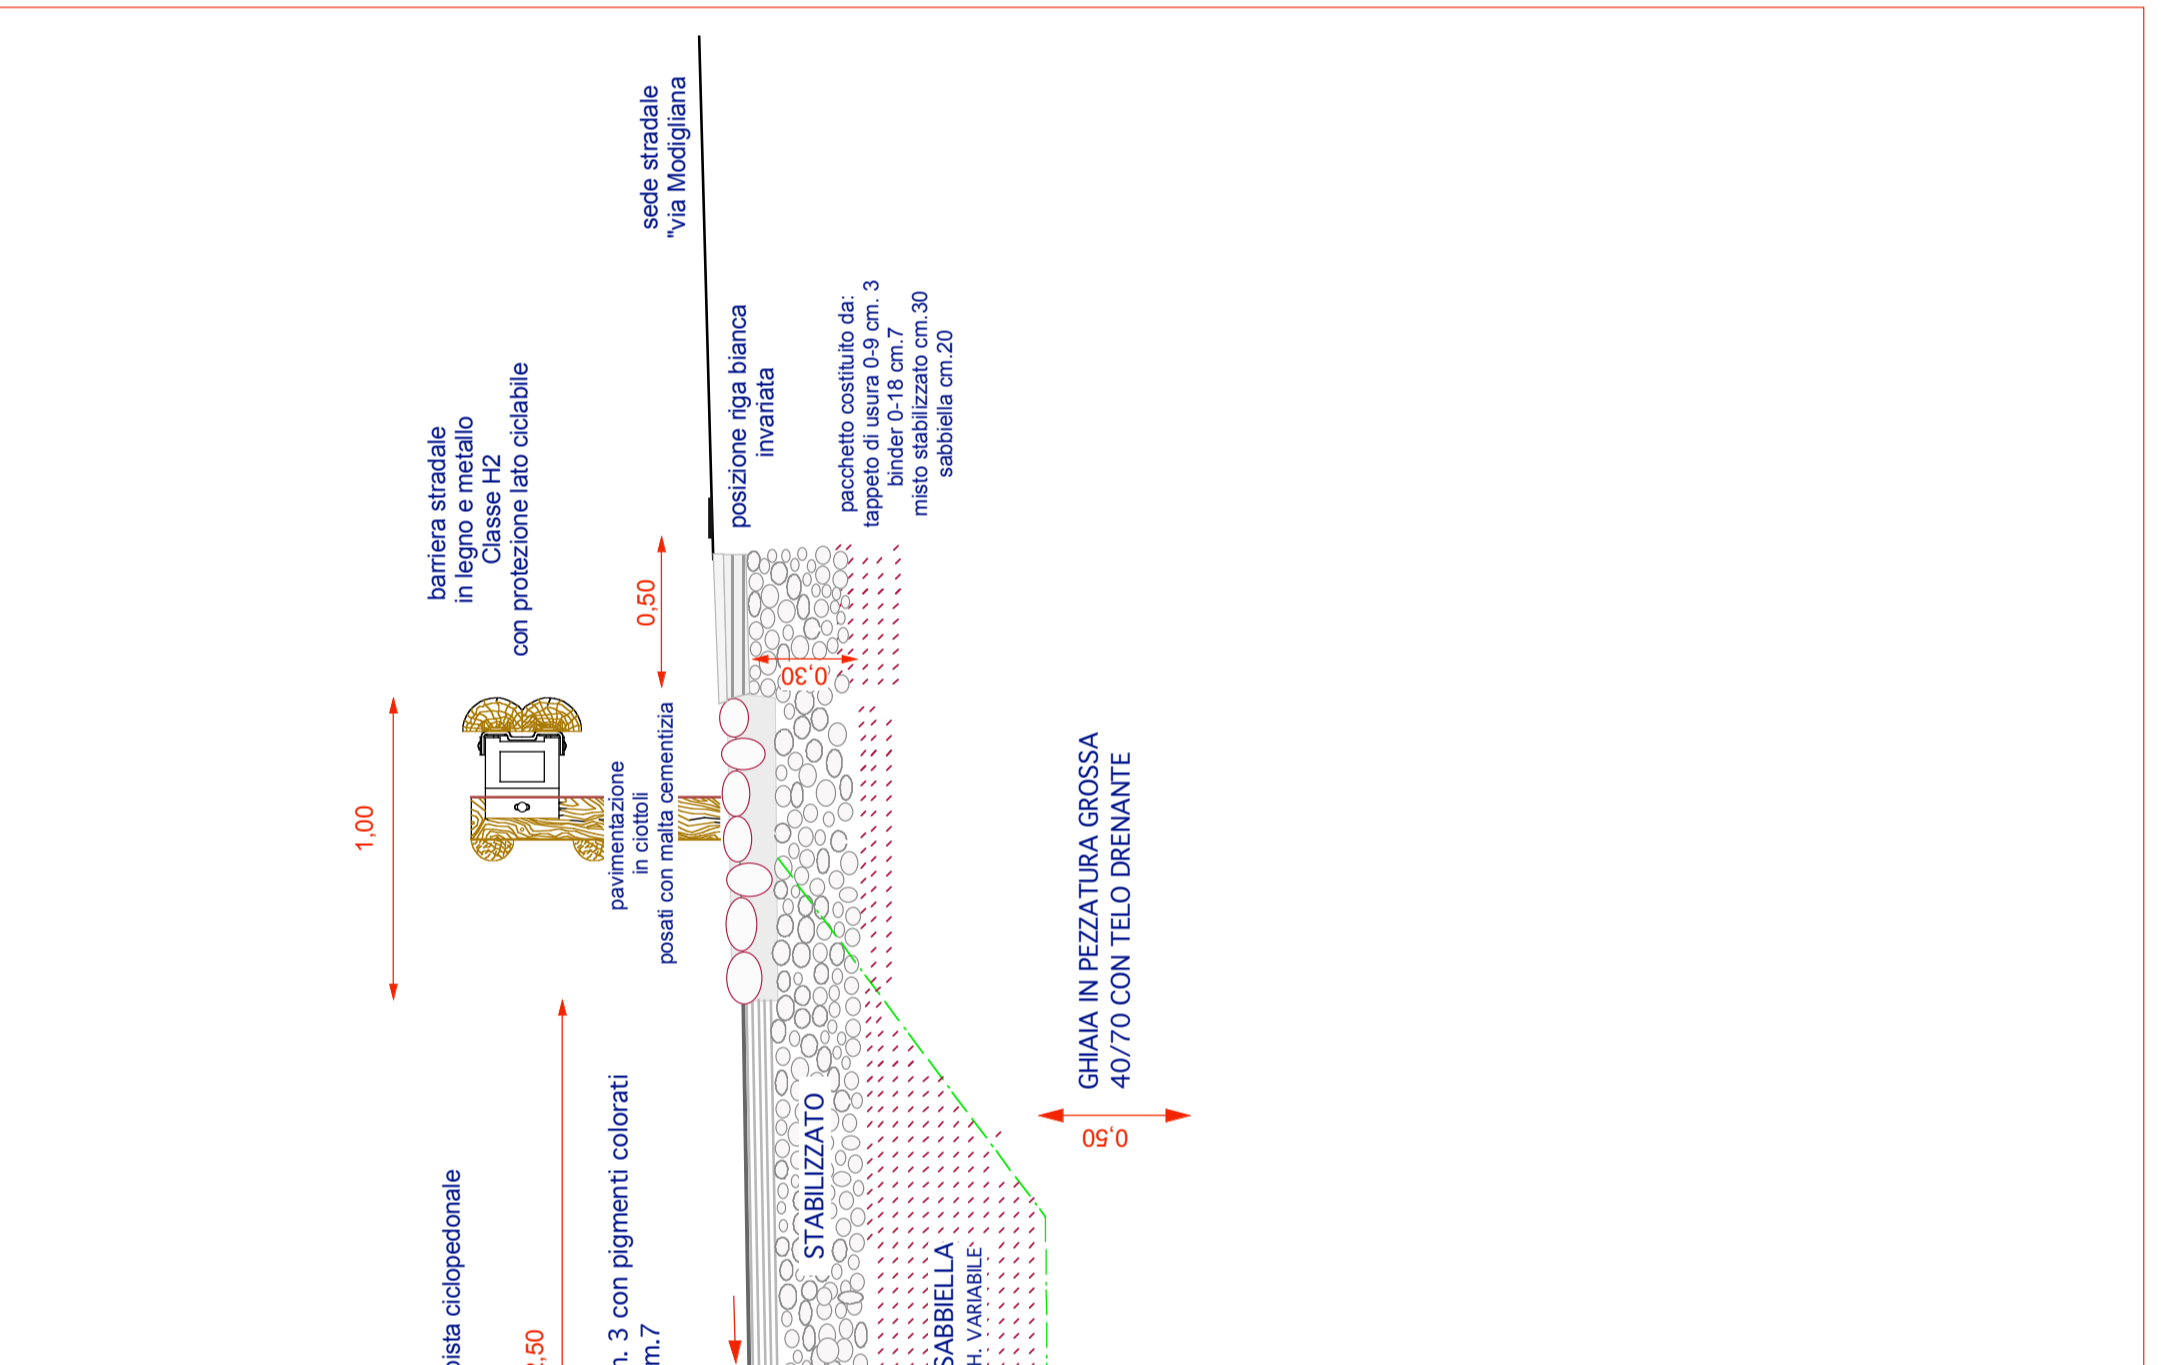 sede stradale
"via Modigliana
posizione riga bianca
invariata
pacchetto costituito da:
tappeto di usura 0-9 cm. 3
binder 0-18 cm.7
misto stabilizzato cm.30
sabbiella cm.20
barriera stradale
in legno e metallo
Classe H2
con protezione lato ciclabile
0,50
0,30
1,00
pavimentazione
in ciottoli
posati con malta cementizia
GHIAIA IN PEZZATURA GROSSA
40/70 CON TELO DRENANTE
0,50
STABILIZZATO
SABBIELLA
H. VARIABILE
pista ciclopedonale
,50
3 con pigmenti colorati
m.7